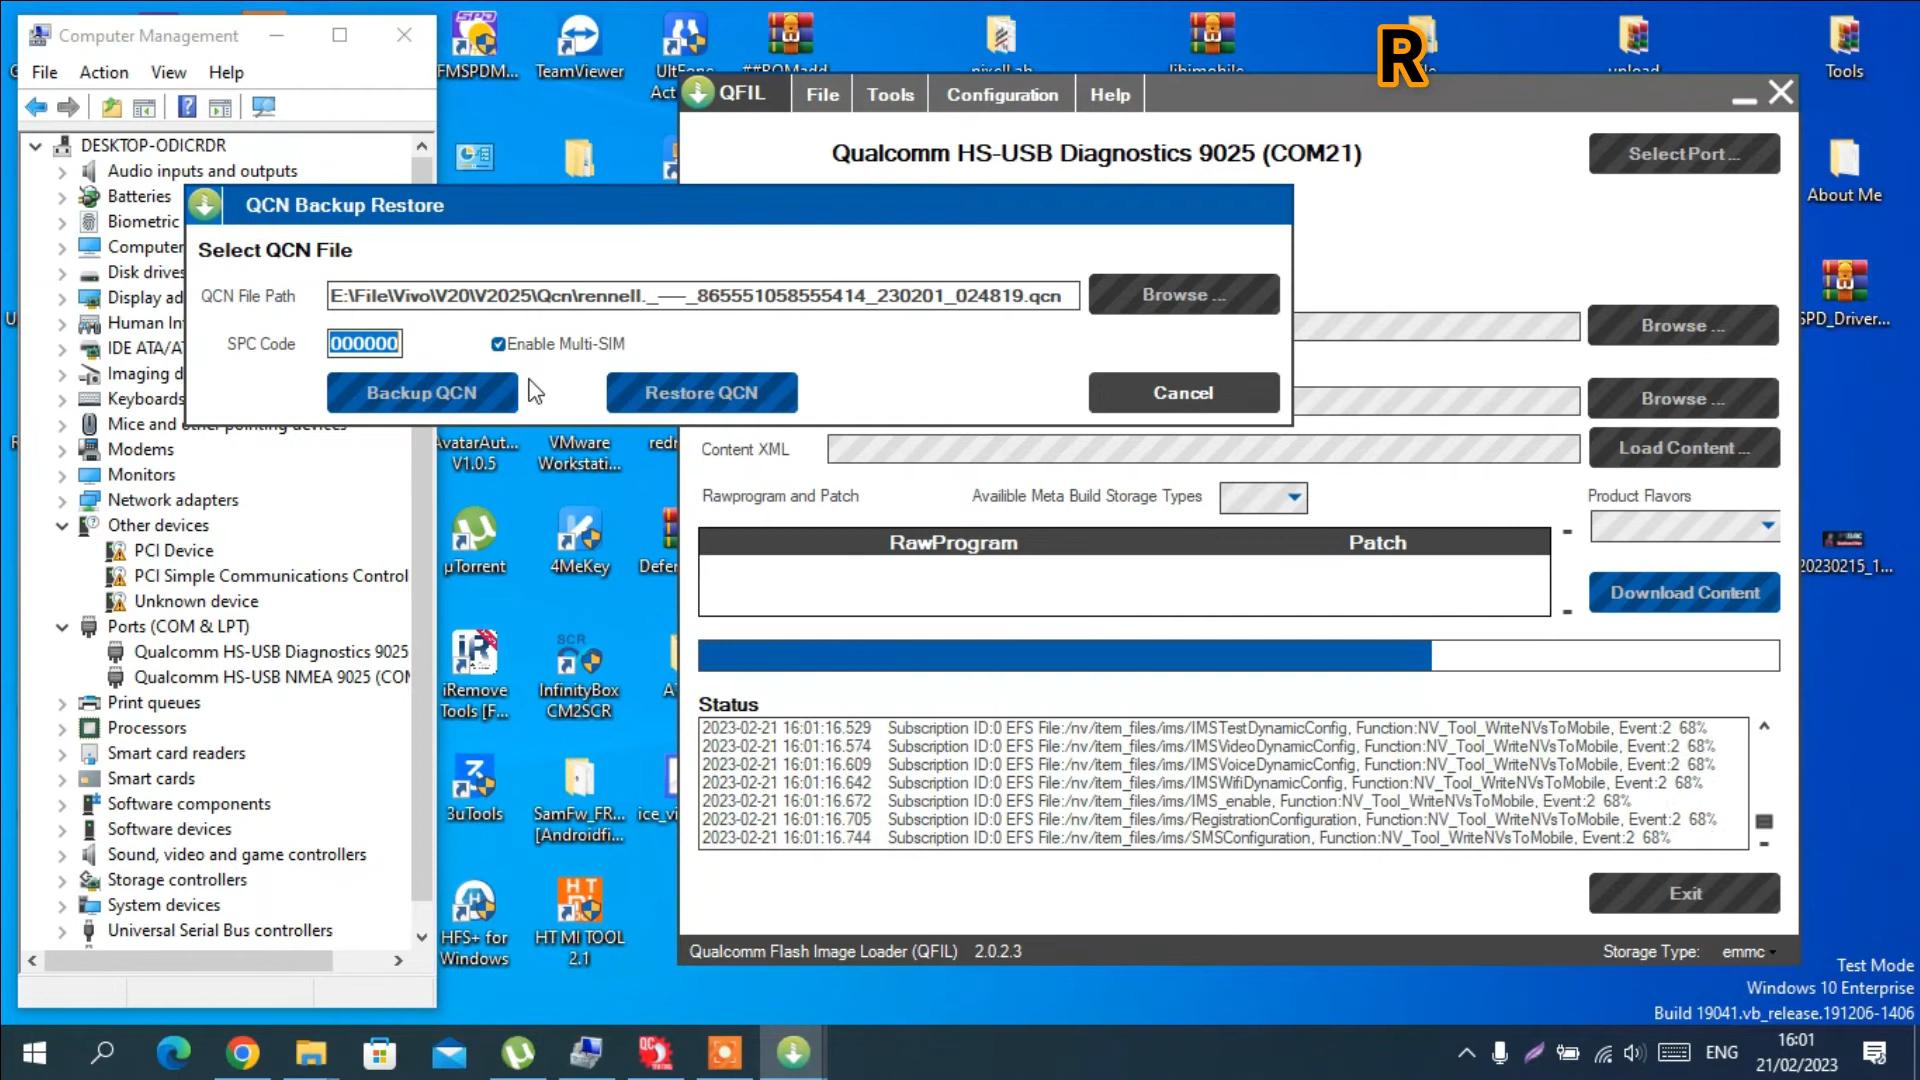 Computer Management
File Action View Help
DESKTOP-ODICRDR
Audio inputs and outputs
Batteries
Biometric
Computer
Disk drives
Display ad
Human In
IDE ATA/A
Imaging d
Keyboards
Mice and other pointing devices
Modems
Monitors
Network adapters
Other devices
PCI Device
PCI Simple Communications Control
Unknown device
Ports (COM & LPT)
Qualcomm HS-USB Diagnostics 9025
Qualcomm HS-USB NMEA 9025 (COM
Print queues
Processors
Smart card readers
Smart cards
Software components
Software devices
Sound, video and game controllers
Storage controllers
System devices
Universal Serial Bus controllers
QCN Backup Restore
Select QCN File
QCN File Path E:\File\Vivo\V20\V2025\Qcn\rennell._----_865551058555414_230201_024819.qcn Browse ...
SPC Code 000000 Enable Multi-SIM
Backup QCN Restore QCN Cancel
QFIL File Tools Configuration Help
Qualcomm HS-USB Diagnostics 9025 (COM21)
Select Port ...
Browse ...
Browse ...
Content XML Load Content ...
Rawprogram and Patch Availible Meta Build Storage Types Product Flavors
RawProgram Patch
Download Content
Status
2023-02-21 16:01:16.529 Subscription ID:0 EFS File:/nv/item_files/ims/IMSTestDynamicConfig, Function:NV_Tool_WriteNVsToMobile, Event:2 68%
2023-02-21 16:01:16.574 Subscription ID:0 EFS File:/nv/item_files/ims/IMSVideoDynamicConfig, Function:NV_Tool_WriteNVsToMobile, Event:2 68%
2023-02-21 16:01:16.609 Subscription ID:0 EFS File:/nv/item_files/ims/IMSVoiceDynamicConfig, Function:NV_Tool_WriteNVsToMobile, Event:2 68%
2023-02-21 16:01:16.642 Subscription ID:0 EFS File:/nv/item_files/ims/IMSWifiDynamicConfig, Function:NV_Tool_WriteNVsToMobile, Event:2 68%
2023-02-21 16:01:16.672 Subscription ID:0 EFS File:/nv/item_files/ims/IMS_enable, Function:NV_Tool_WriteNVsToMobile, Event:2 68%
2023-02-21 16:01:16.705 Subscription ID:0 EFS File:/nv/item_files/ims/RegistrationConfiguration, Function:NV_Tool_WriteNVsToMobile, Event:2 68%
2023-02-21 16:01:16.744 Subscription ID:0 EFS File:/nv/item_files/ims/SMSConfiguration, Function:NV_Tool_WriteNVsToMobile, Event:2 68%
Exit
Qualcomm Flash Image Loader (QFIL) 2.0.2.3 Storage Type: emmc
FMSPDM...
TeamViewer
UltFone
Act
R
upload
Tools
About Me
SPD_Driver...
20230215_1...
AvatarAut...
V1.0.5
VMware
Workstati...
redr
µTorrent
4MeKey
Defer
iRemove
Tools [F...
InfinityBox
CM2SCR
3uTools
SamFw_FR...
[Androidfi...
ice_vi
HFS+ for
Windows
HT MI TOOL
2.1
Test Mode
Windows 10 Enterprise
Build 19041.vb_release.191206-1406
ENG
16:01
21/02/2023